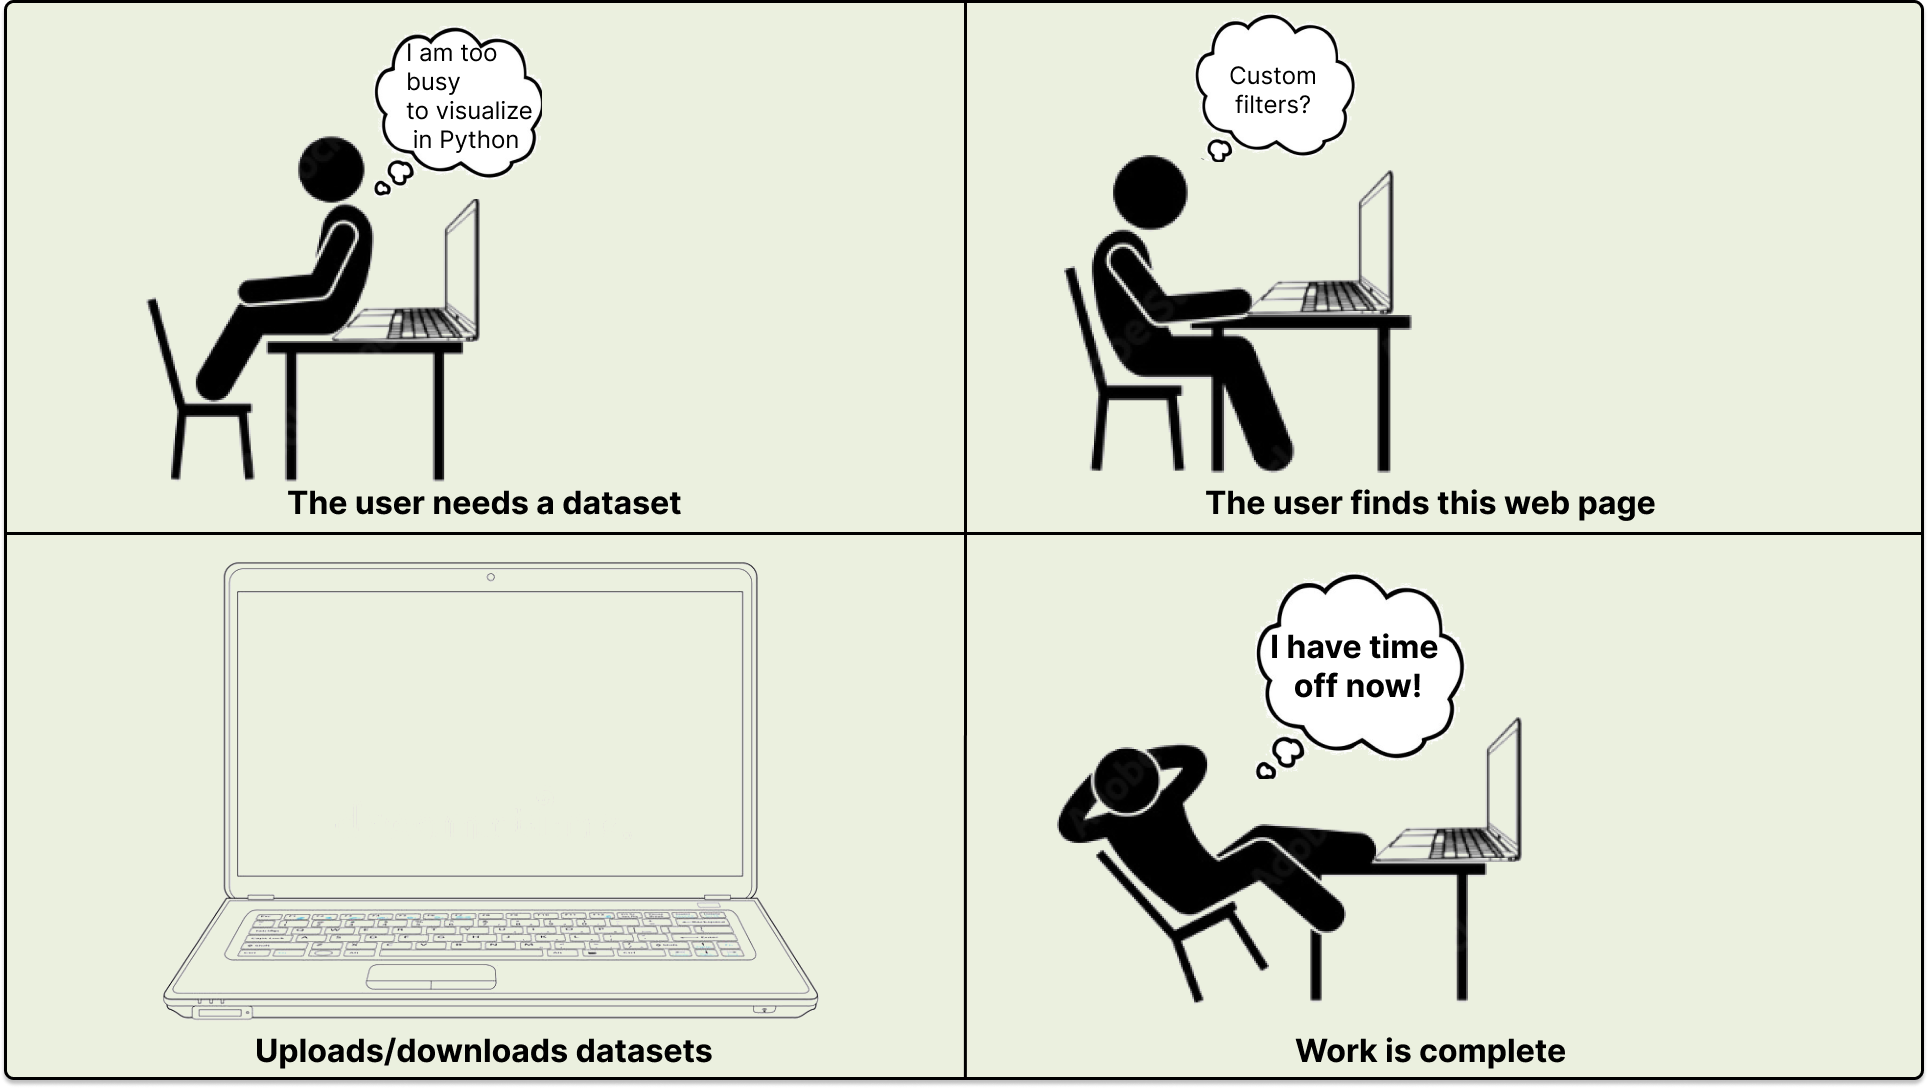 I am too
busy
to visualize
in Python
The user needs a dataset
Custom
filters?
The user finds this web page
Uploads/downloads datasets
I have time
off now!
Work is complete